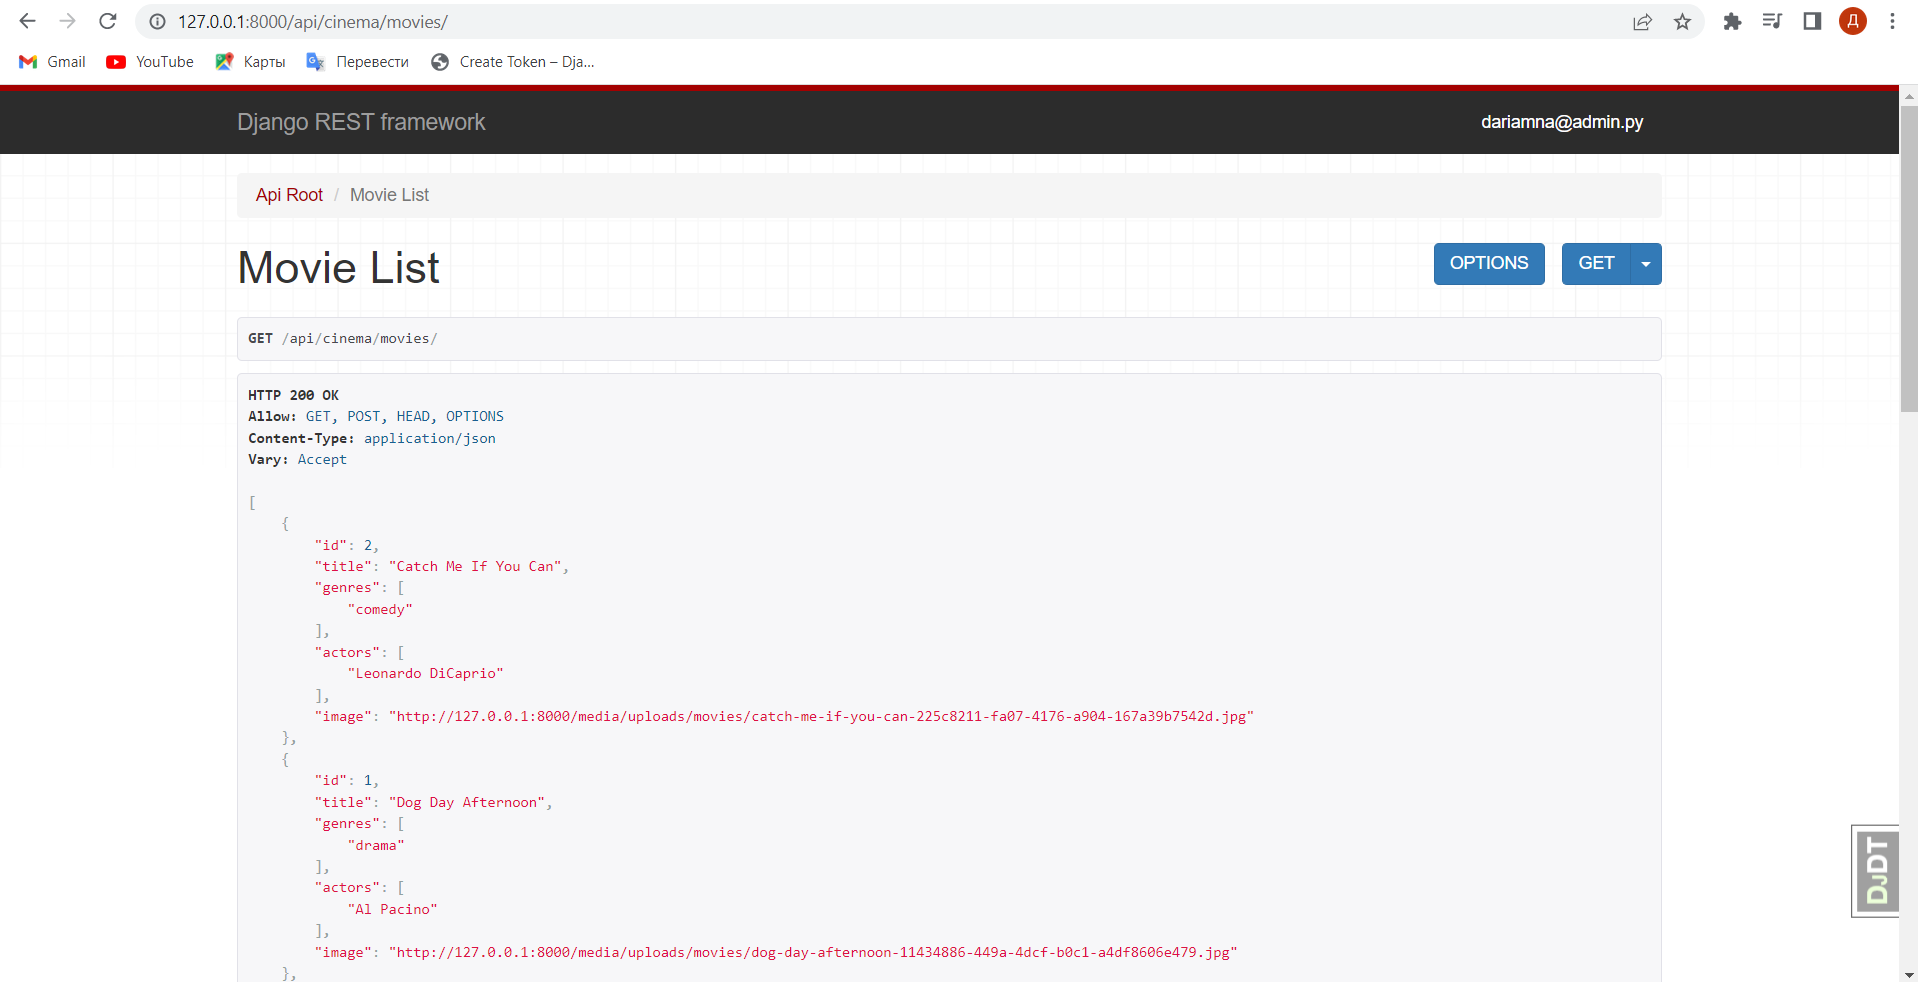 127.0.0.1:8000/api/cinema/movies/
Д
Gmail YouTube Карты Перевести Create Token – Dja...
Django REST framework dariamna@admin.py
Api Root / Movie List
Movie List OPTIONS GET
GET /api/cinema/movies/
HTTP 200 OK
Allow: GET, POST, HEAD, OPTIONS
Content-Type: application/json
Vary: Accept
[
    {
        "id": 2,
        "title": "Catch Me If You Can",
        "genres": [
            "comedy"
        ],
        "actors": [
            "Leonardo DiCaprio"
        ],
        "image": "http://127.0.0.1:8000/media/uploads/movies/catch-me-if-you-can-225c8211-fa07-4176-a904-167a39b7542d.jpg"
    },
    {
        "id": 1,
        "title": "Dog Day Afternoon",
        "genres": [
            "drama"
        ],
        "actors": [
            "Al Pacino"
        ],
        "image": "http://127.0.0.1:8000/media/uploads/movies/dog-day-afternoon-11434886-449a-4dcf-b0c1-a4df8606e479.jpg"
    },
DJDT